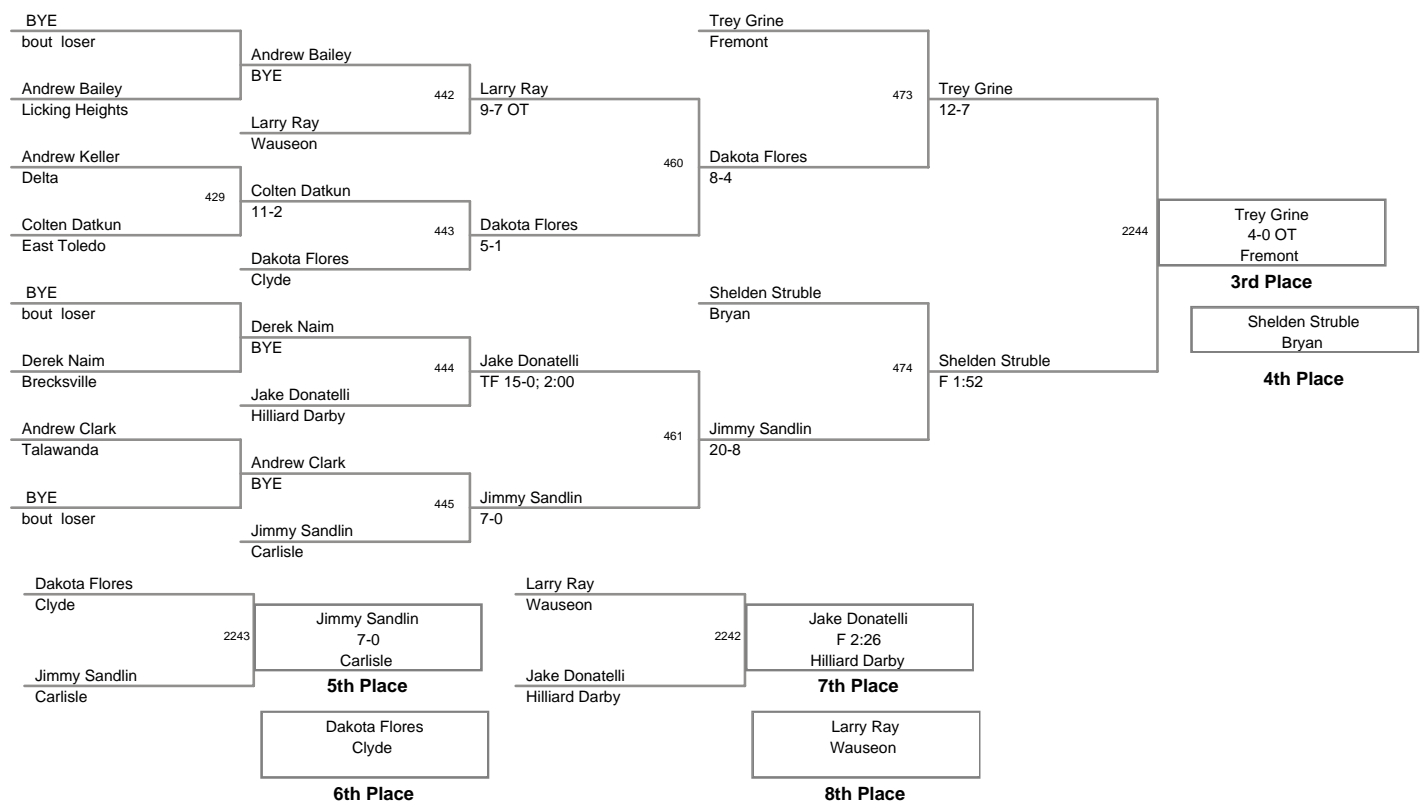 BYE
bout loser
Andrew Bailey
Licking Heights
Andrew Keller
Delta
429
Colten Datkun
East Toledo
BYE
bout loser
Derek Naim
Brecksville
Andrew Clark
Talawanda
BYE
bout loser
Andrew Bailey
BYE
442
Larry Ray
Wauseon
Colten Datkun
11-2
443
Dakota Flores
Clyde
Derek Naim
BYE
444
Jake Donatelli
Hilliard Darby
Andrew Clark
BYE
445
Jimmy Sandlin
Carlisle
Larry Ray
9-7 OT
460
Dakota Flores
5-1
Jake Donatelli
TF 15-0; 2:00
461
Jimmy Sandlin
7-0
Trey Grine
Fremont
473
Dakota Flores
8-4
Shelden Struble
Bryan
474
Jimmy Sandlin
20-8
Trey Grine
12-7
2244
Shelden Struble
F 1:52
Trey Grine
4-0 OT
Fremont
3rd Place
Shelden Struble
Bryan
4th Place
Dakota Flores
Clyde
2243
Jimmy Sandlin
Carlisle
Jimmy Sandlin
7-0
Carlisle
5th Place
Dakota Flores
Clyde
6th Place
Larry Ray
Wauseon
2242
Jake Donatelli
Hilliard Darby
Jake Donatelli
F 2:26
Hilliard Darby
7th Place
Larry Ray
Wauseon
8th Place